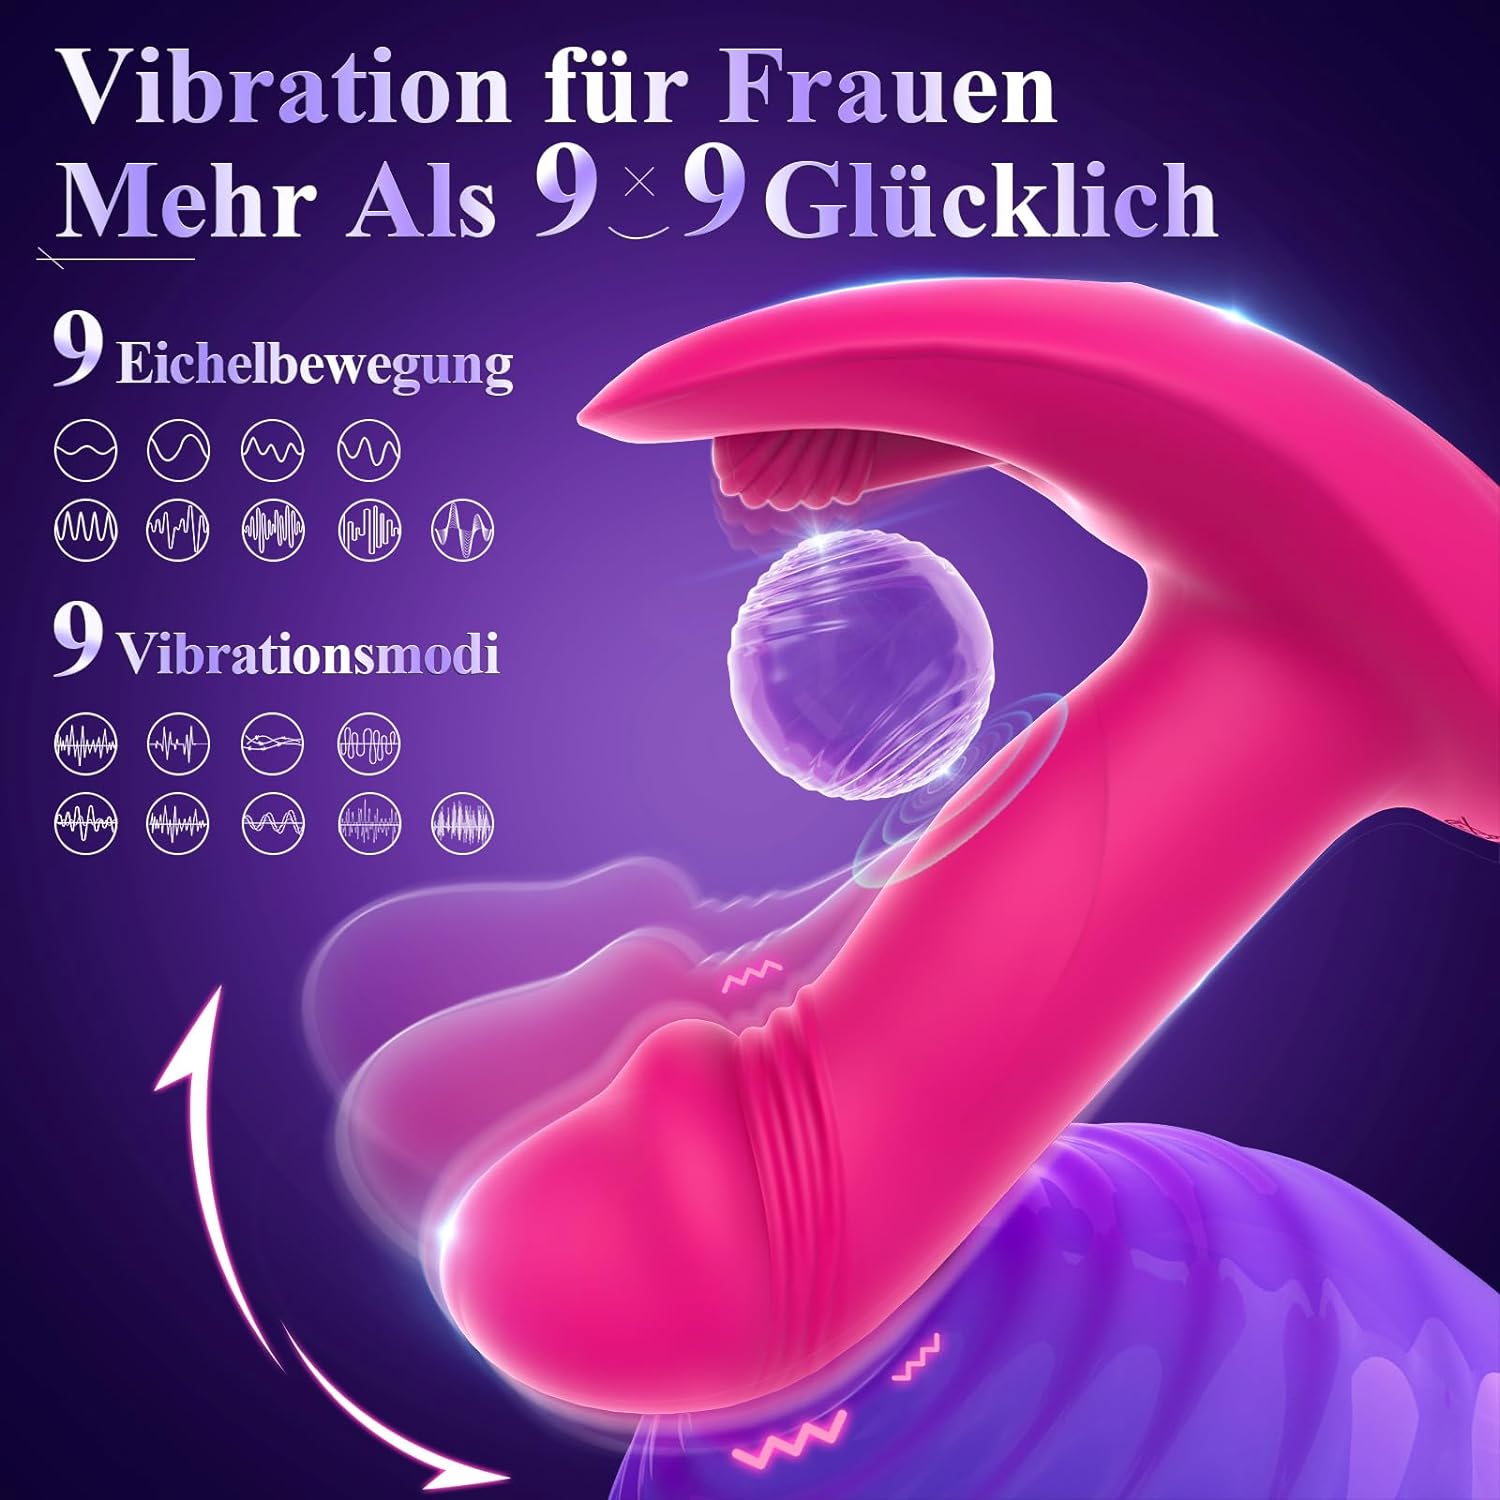 Vibration für Frauen
Mehr Als 9 × 9 Glücklich
9 Eichelbewegung
9 Vibrationsmodi